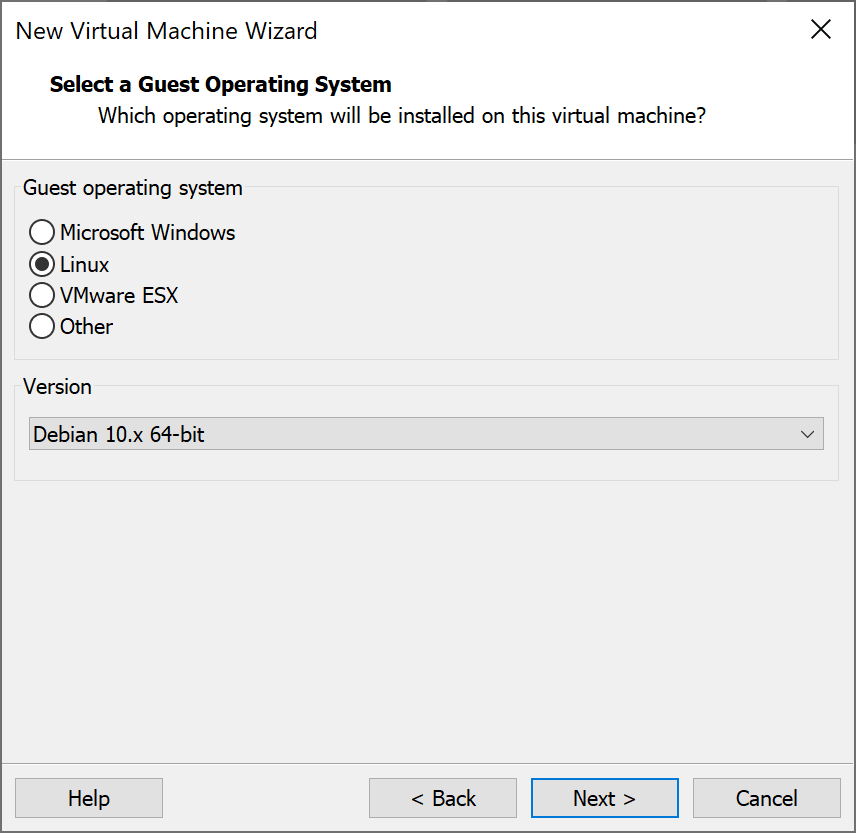 New Virtual Machine Wizard
Select a Guest Operating System
Which operating system will be installed on this virtual machine?
Guest operating system
Microsoft Windows
Linux
VMware ESX
Other
Version
Debian 10.x 64-bit
Help
< Back
Next >
Cancel